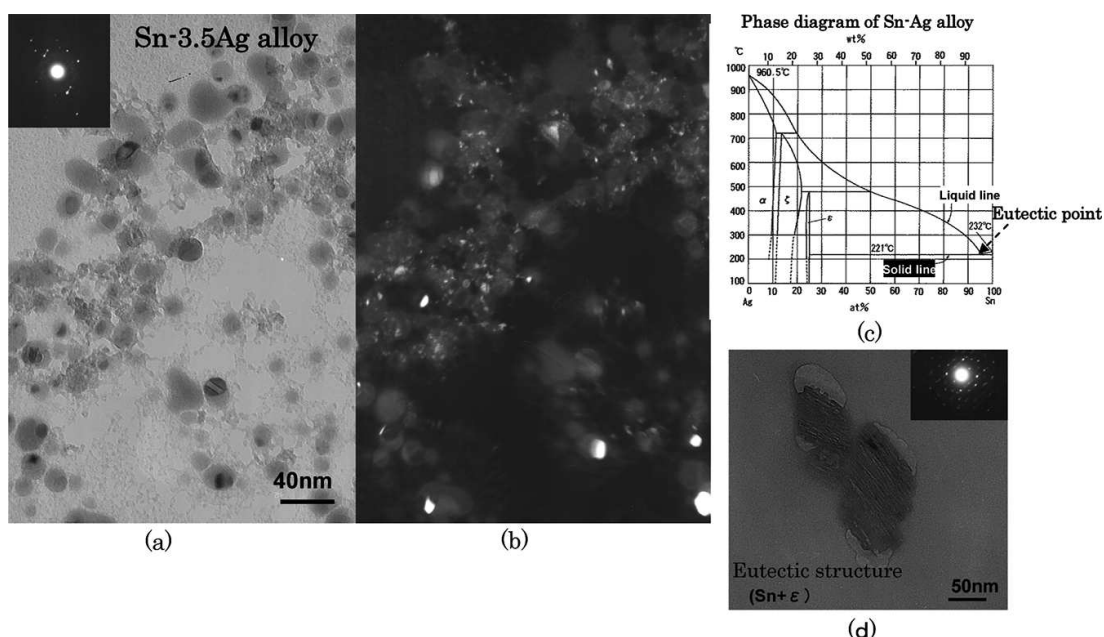 Sn-3.5Ag alloy
40nm
(a)
(b)
Phase diagram of Sn-Ag alloy
wt%
℃ 10 20 30 40 50 60 70 80 90
1000
960.5℃
900
800
700
600
500
400
300
200
100
α
ζ
ε
Liquid line
Eutectic point
232℃
221℃
Solid line
0 10 20 30 40 50 60 70 80 90 100
Ag
at%
Sn
(c)
Eutectic structure
(Sn+ε)
50nm
(d)